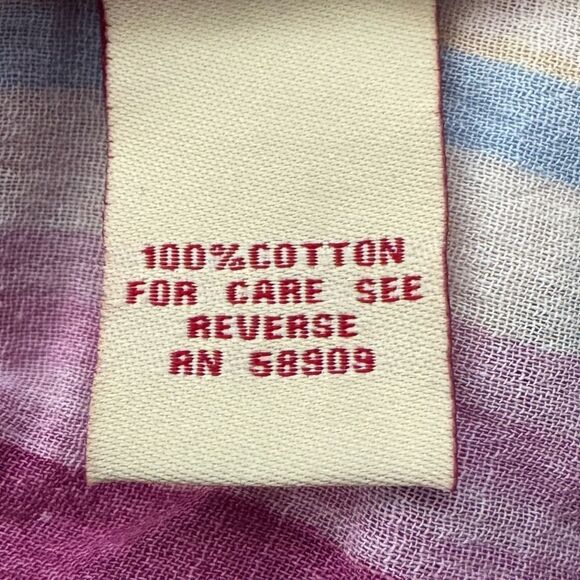 100%COTTON
FOR CARE SEE
REVERSE
RN 58909